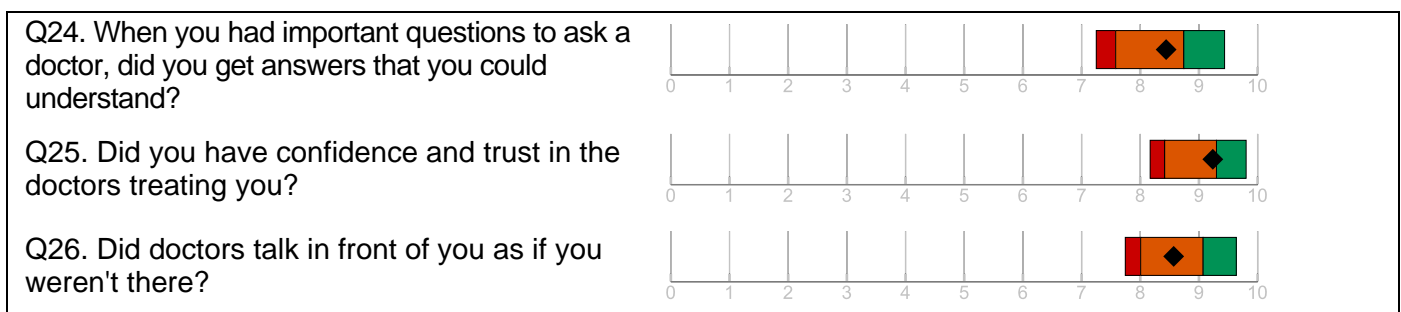 Q24. When you had important questions to ask a
doctor, did you get answers that you could
understand?
0 1 2 3 4 5 6 7 8 9 10
Q25. Did you have confidence and trust in the
doctors treating you?
0 1 2 3 4 5 6 7 8 9 10
Q26. Did doctors talk in front of you as if you
weren't there?
0 1 2 3 4 5 6 7 8 9 10